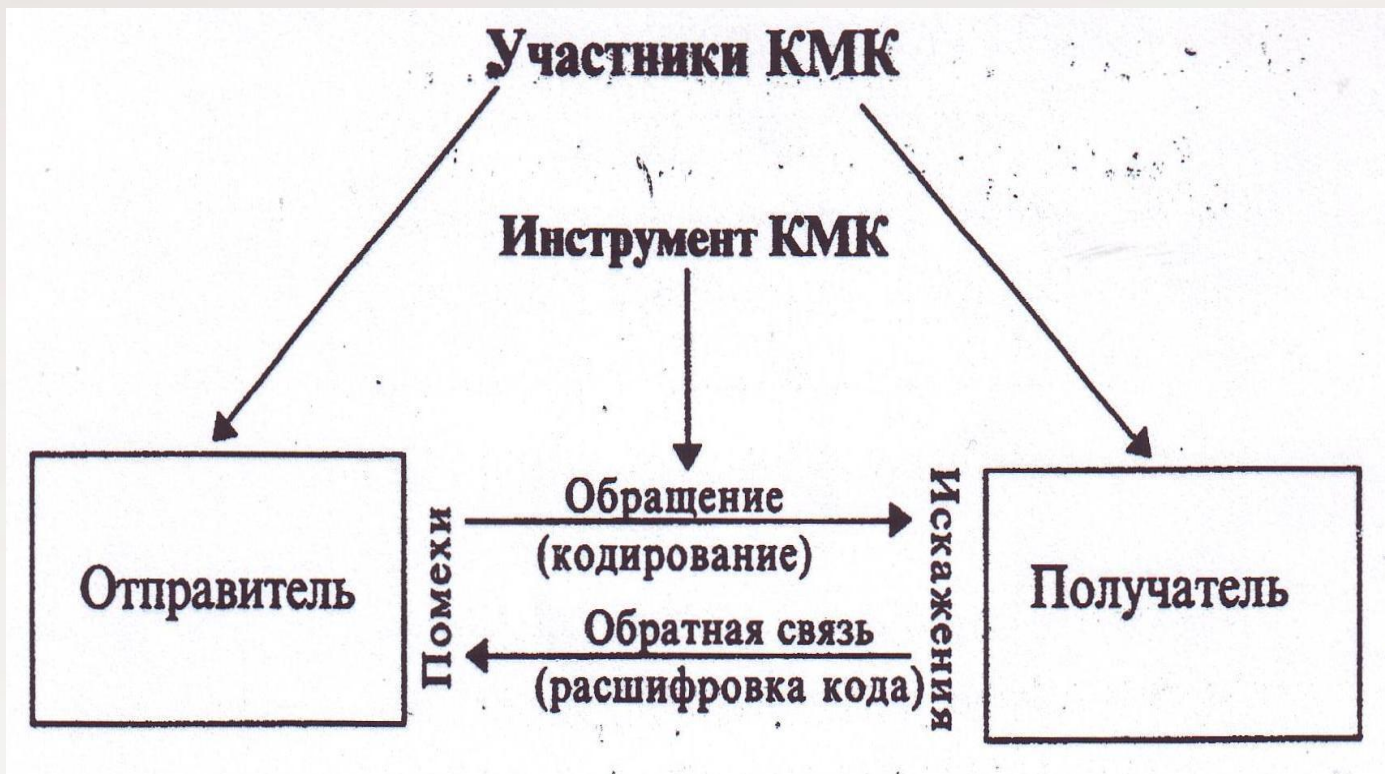 Участники КМК
Инструмент КМК
Отправитель
Помехи
Обращение
(кодирование)
Обратная связь
(расшифровка кода)
Искажения
Получатель